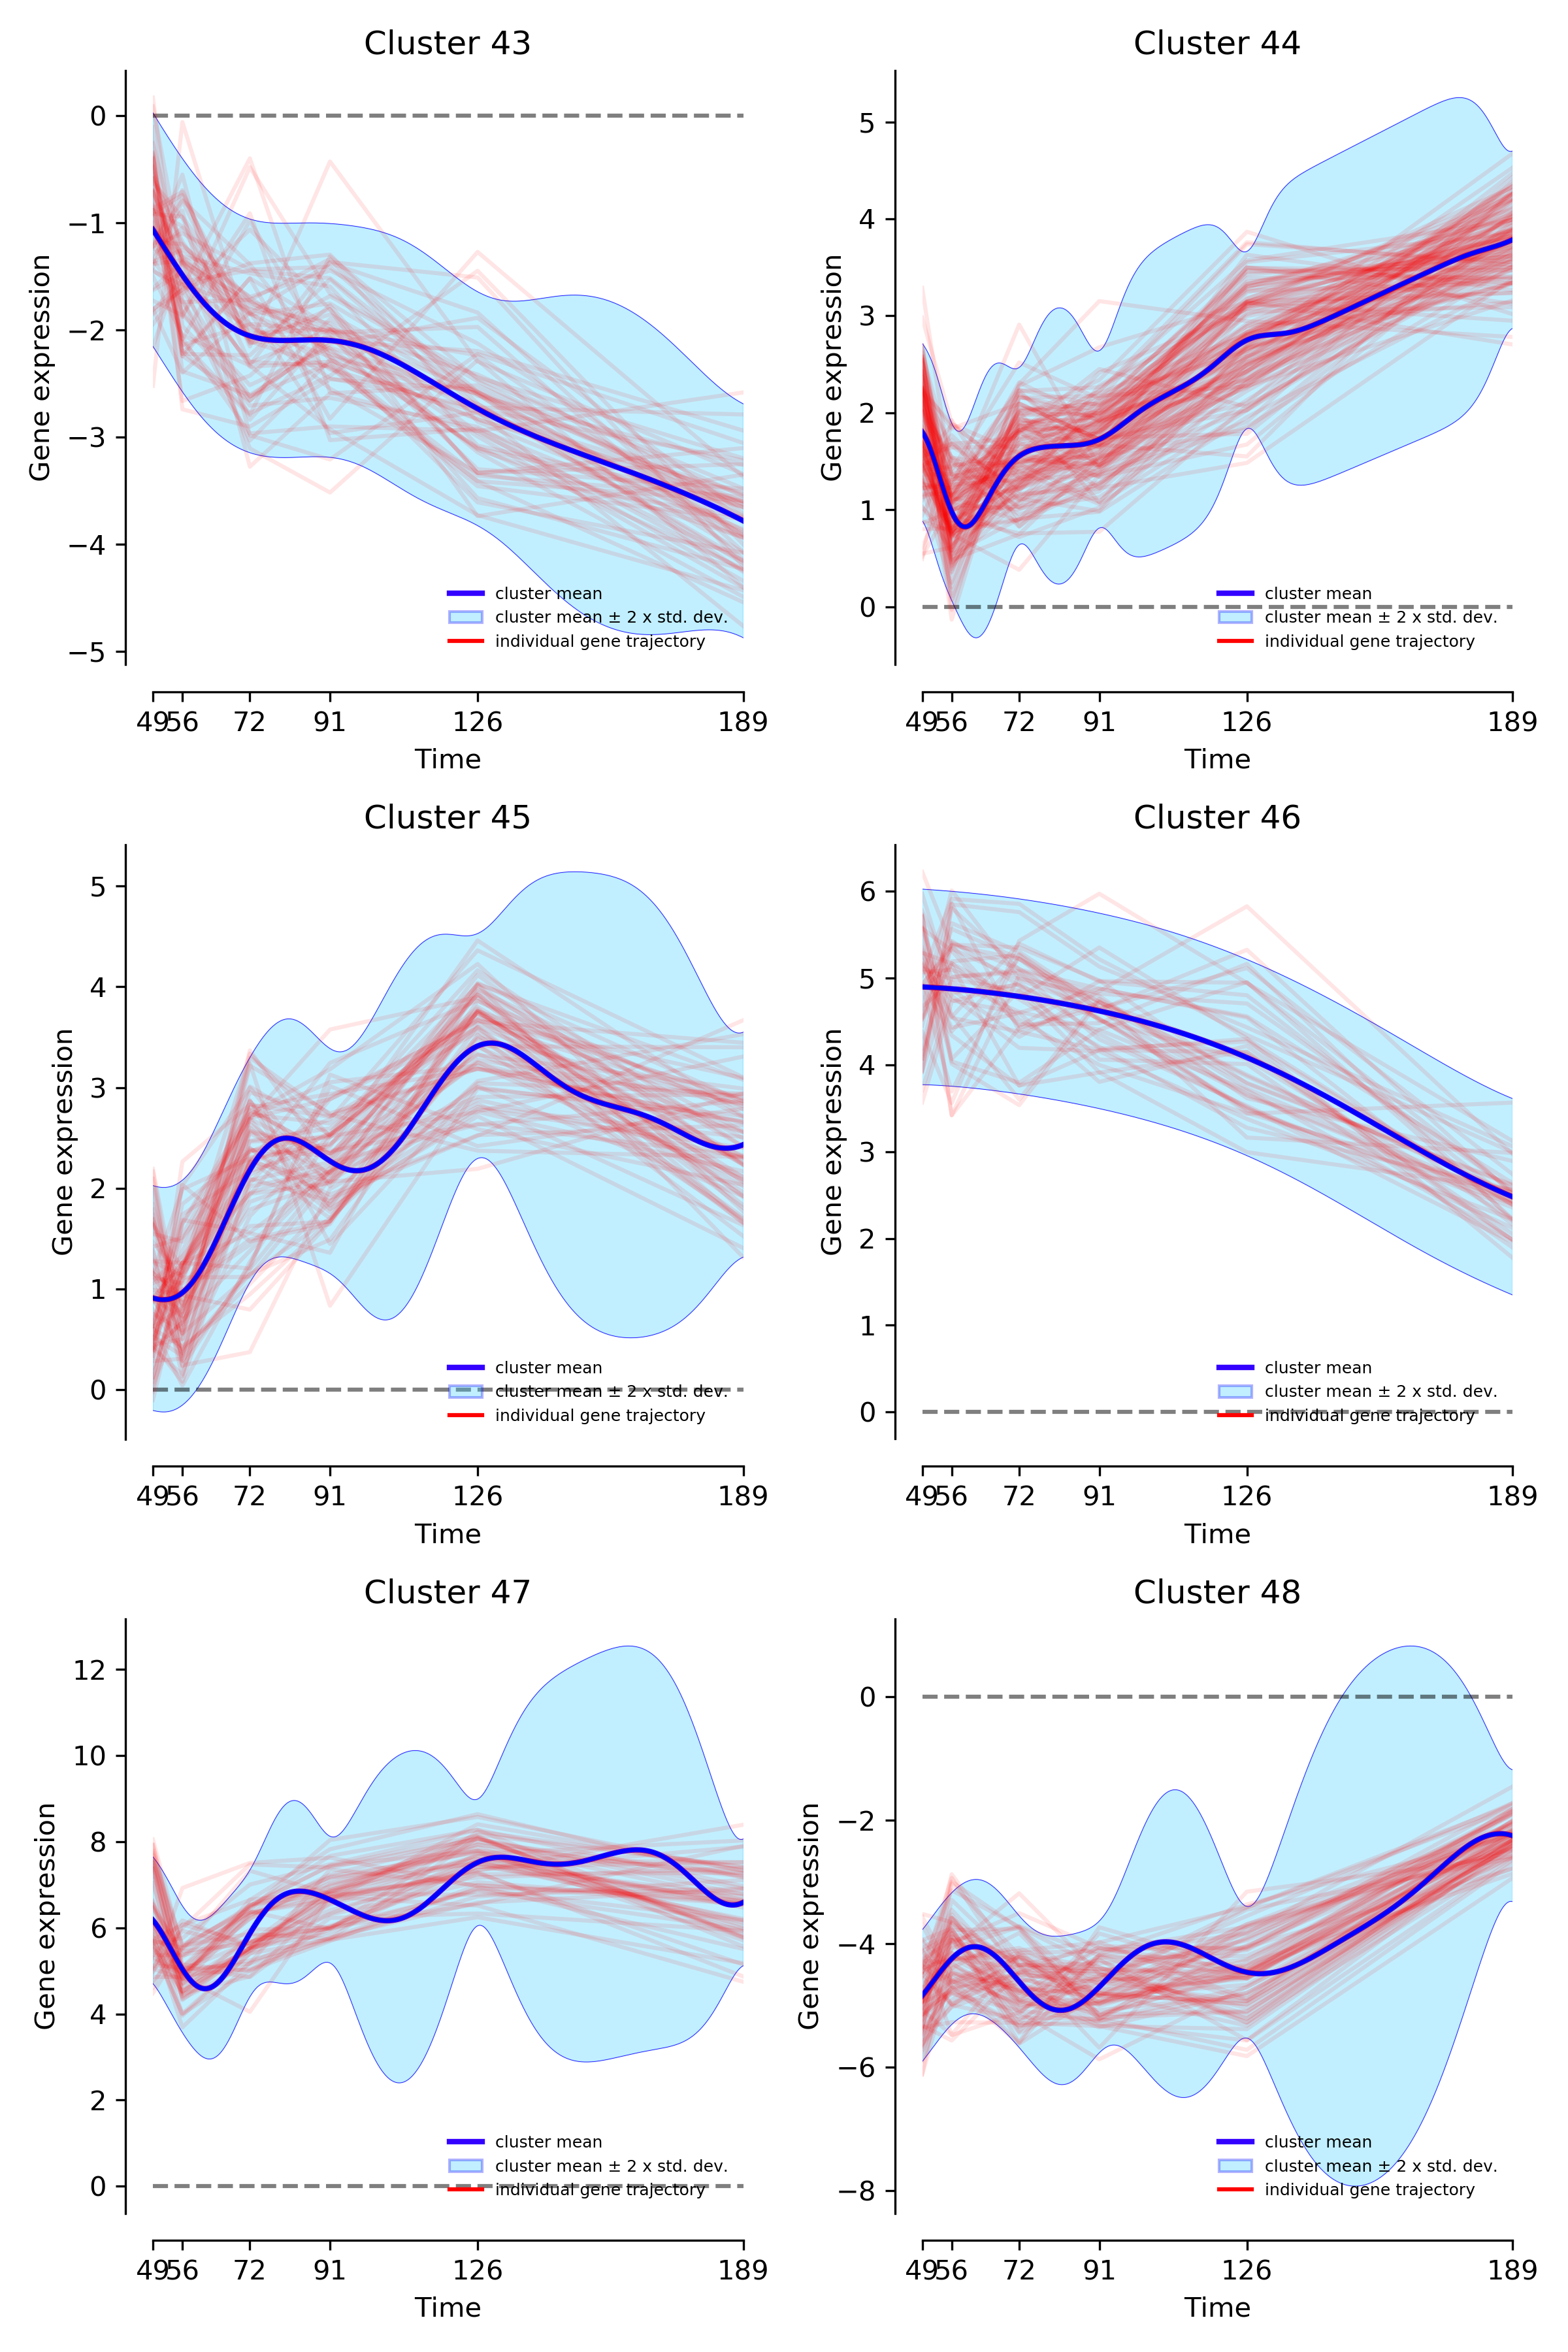 Cluster 43
Gene expression
0
−1
−2
−3
−4
−5
cluster mean
cluster mean ± 2 x std. dev.
individual gene trajectory
49 56 72 91 126 189
Time
Cluster 44
Gene expression
5
4
3
2
1
0
cluster mean
cluster mean ± 2 x std. dev.
individual gene trajectory
49 56 72 91 126 189
Time
Cluster 45
Gene expression
5
4
3
2
1
0
cluster mean
cluster mean ± 2 x std. dev.
individual gene trajectory
49 56 72 91 126 189
Time
Cluster 46
Gene expression
6
5
4
3
2
1
0
cluster mean
cluster mean ± 2 x std. dev.
individual gene trajectory
49 56 72 91 126 189
Time
Cluster 47
Gene expression
12
10
8
6
4
2
0
cluster mean
cluster mean ± 2 x std. dev.
individual gene trajectory
49 56 72 91 126 189
Time
Cluster 48
Gene expression
0
−2
−4
−6
−8
cluster mean
cluster mean ± 2 x std. dev.
individual gene trajectory
49 56 72 91 126 189
Time